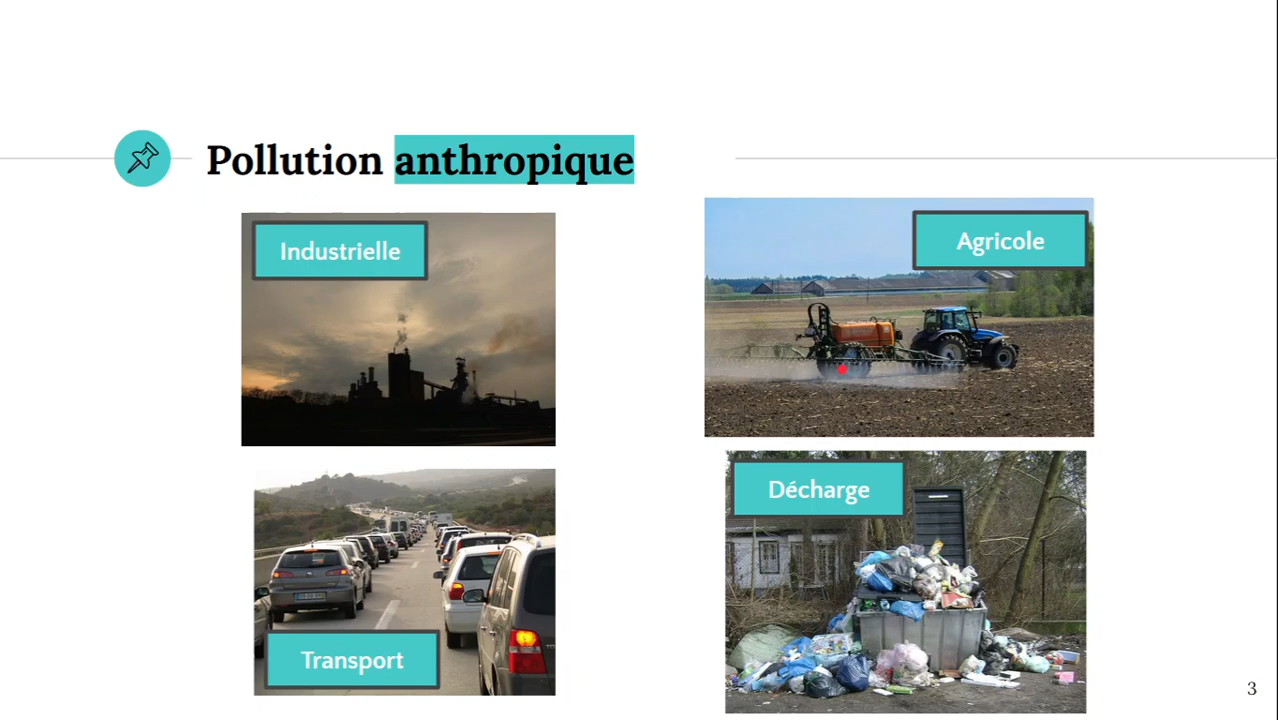 Pollution anthropique
Industrielle
Agricole
Transport
Décharge
3